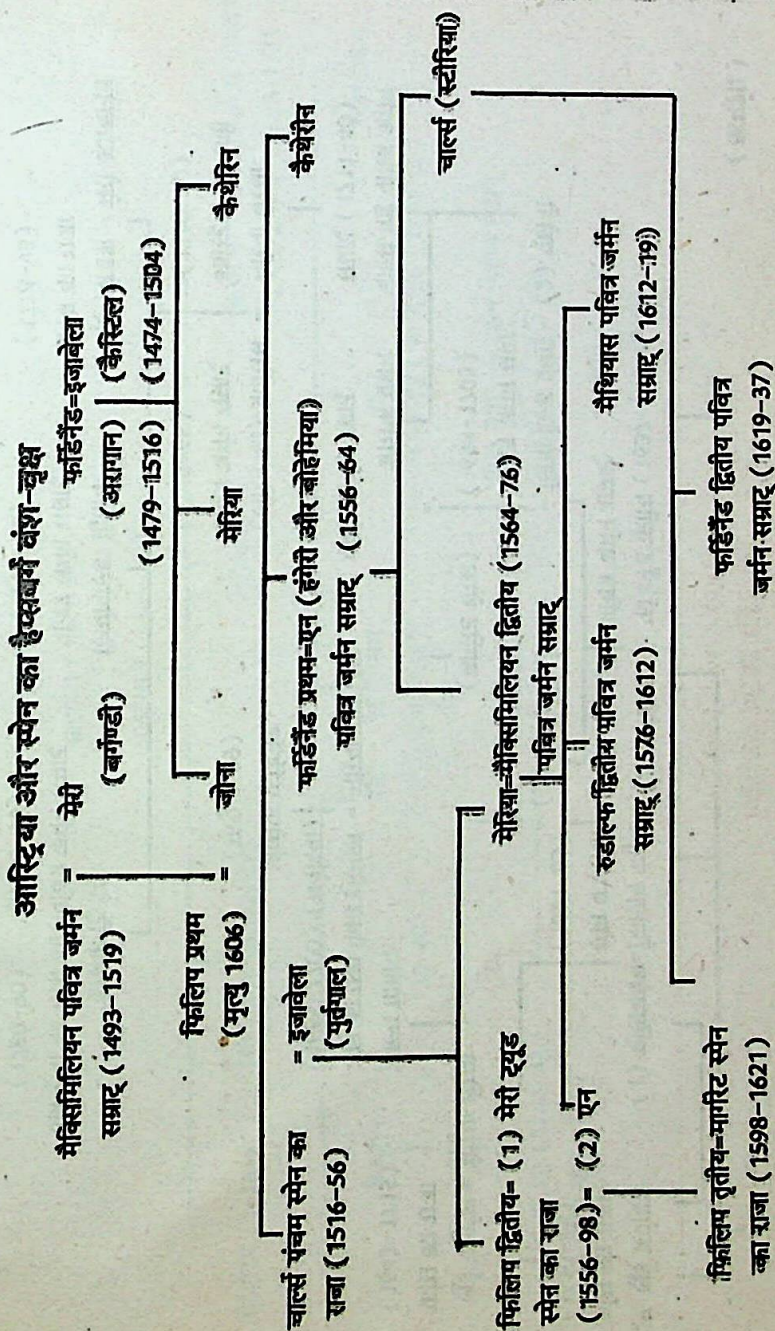 आस्ट्रिया और स्पेन का हैप्सबर्ग वंश-वृक्ष
मैक्सिमिलियन पवित्र जर्मन = मेरी
सम्राट् (1493-1519) (बर्गण्डी)
फर्डिनैंड=इजाबेला
(अरागान) (कैस्टिल)
(1479-1516) (1474-1504)
फिलिप प्रथम = जोना मेरिया कैथेरिन
(मृत्यु 1606)
चार्ल्स पंचम स्पेन का = इजावेला
राजा (1516-56) (पुर्तगाल)
फर्डिनैंड प्रथम=एन (हंगेरी और बोहेमिया)
पवित्र जर्मन सम्राट् (1556-64)
कैथेरीन
फिलिप द्वितीय= (1) मेरी ट्यूड
स्पेन का राजा
(1556-98)= (2) एन
मेरिया=मैक्सिमिलियन द्वितीय (1564-76)
पवित्र जर्मन सम्राट्
चार्ल्स (स्टीरिया)
रुडाल्फ द्वितीय पवित्र जर्मन
सम्राट् (1576-1612)
मैथियास पवित्र जर्मन
सम्राट् (1612-19)
फिलिप तृतीय=मार्गरेट स्पेन
का राजा (1598-1621)
फर्डिनैंड द्वितीय पवित्र
जर्मन सम्राट् (1619-37)